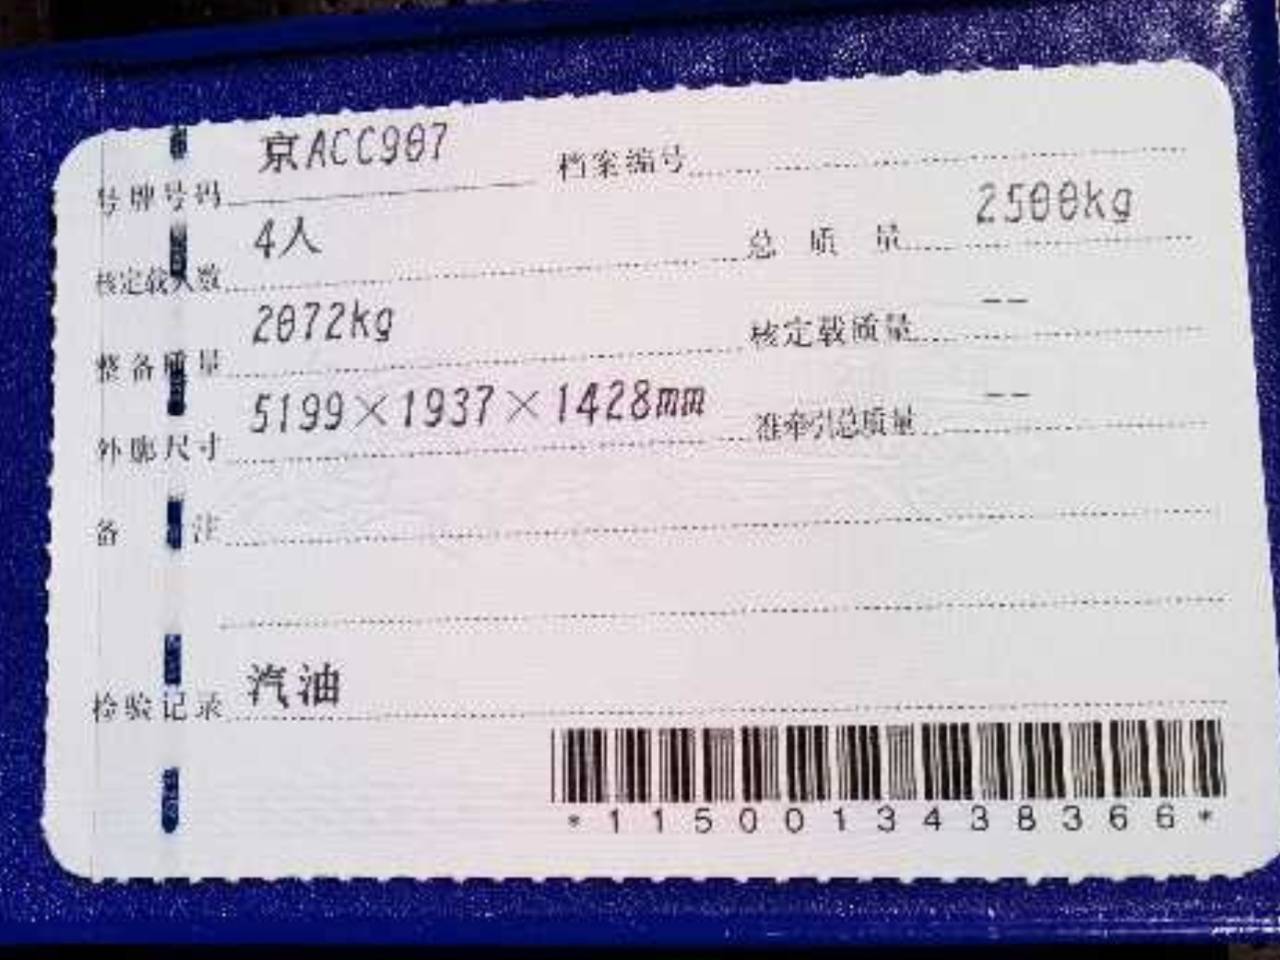 号牌号码 京ACC907 档案编号
核定载人数 4人 总质量 2500kg
整备质量 2072kg 核定载质量 --
外廓尺寸 5199×1937×1428mm 准牵引总质量 --
备注
检验记录 汽油
*1150013438366*